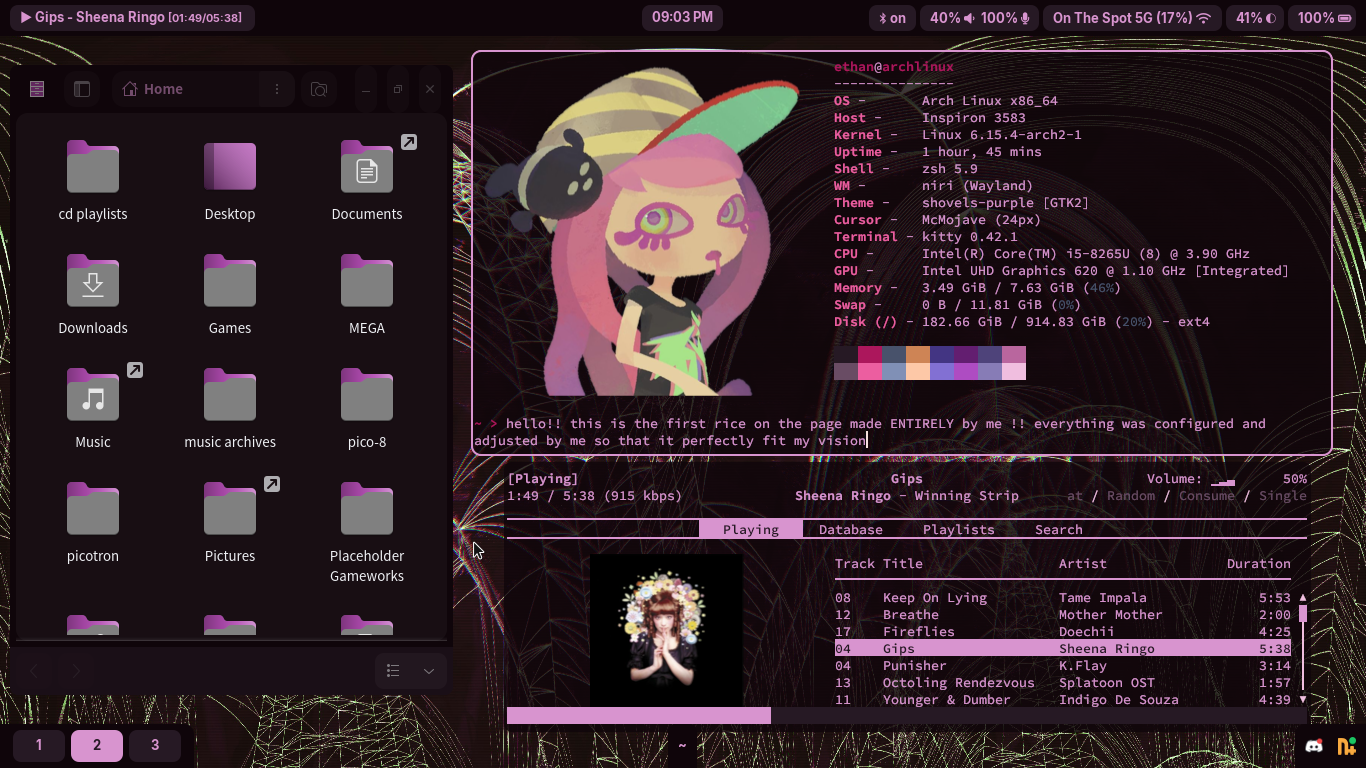 ▶ Gips - Sheena Ringo [01:49/05:38]
09:03 PM
on
40% 100%
On The Spot 5G (17%)
41%
100%
Home
cd playlists
Desktop
Documents
Downloads
Games
MEGA
Music
music archives
pico-8
picotron
Pictures
Placeholder
Gameworks
ethan@archlinux
---------------
OS - Arch Linux x86_64
Host - Inspiron 3583
Kernel - Linux 6.15.4-arch2-1
Uptime - 1 hour, 45 mins
Shell - zsh 5.9
WM - niri (Wayland)
Theme - shovels-purple [GTK2]
Cursor - McMojave (24px)
Terminal - kitty 0.42.1
CPU - Intel(R) Core(TM) i5-8265U (8) @ 3.90 GHz
GPU - Intel UHD Graphics 620 @ 1.10 GHz [Integrated]
Memory - 3.49 GiB / 7.63 GiB (46%)
Swap - 0 B / 11.81 GiB (0%)
Disk (/) - 182.66 GiB / 914.83 GiB (20%) - ext4
~ > hello!! this is the first rice on the page made ENTIRELY by me !! everything was configured and
adjusted by me so that it perfectly fit my vision
[Playing] Gips Volume: 50%
1:49 / 5:38 (915 kbps) Sheena Ringo - Winning Strip at / Random / Consume / Single
Playing Database Playlists Search
Track Title Artist Duration
08 Keep On Lying Tame Impala 5:53
12 Breathe Mother Mother 2:00
17 Fireflies Doechii 4:25
04 Gips Sheena Ringo 5:38
04 Punisher K.Flay 3:14
13 Octoling Rendezvous Splatoon OST 1:57
11 Younger & Dumber Indigo De Souza 4:39
1 2 3
~